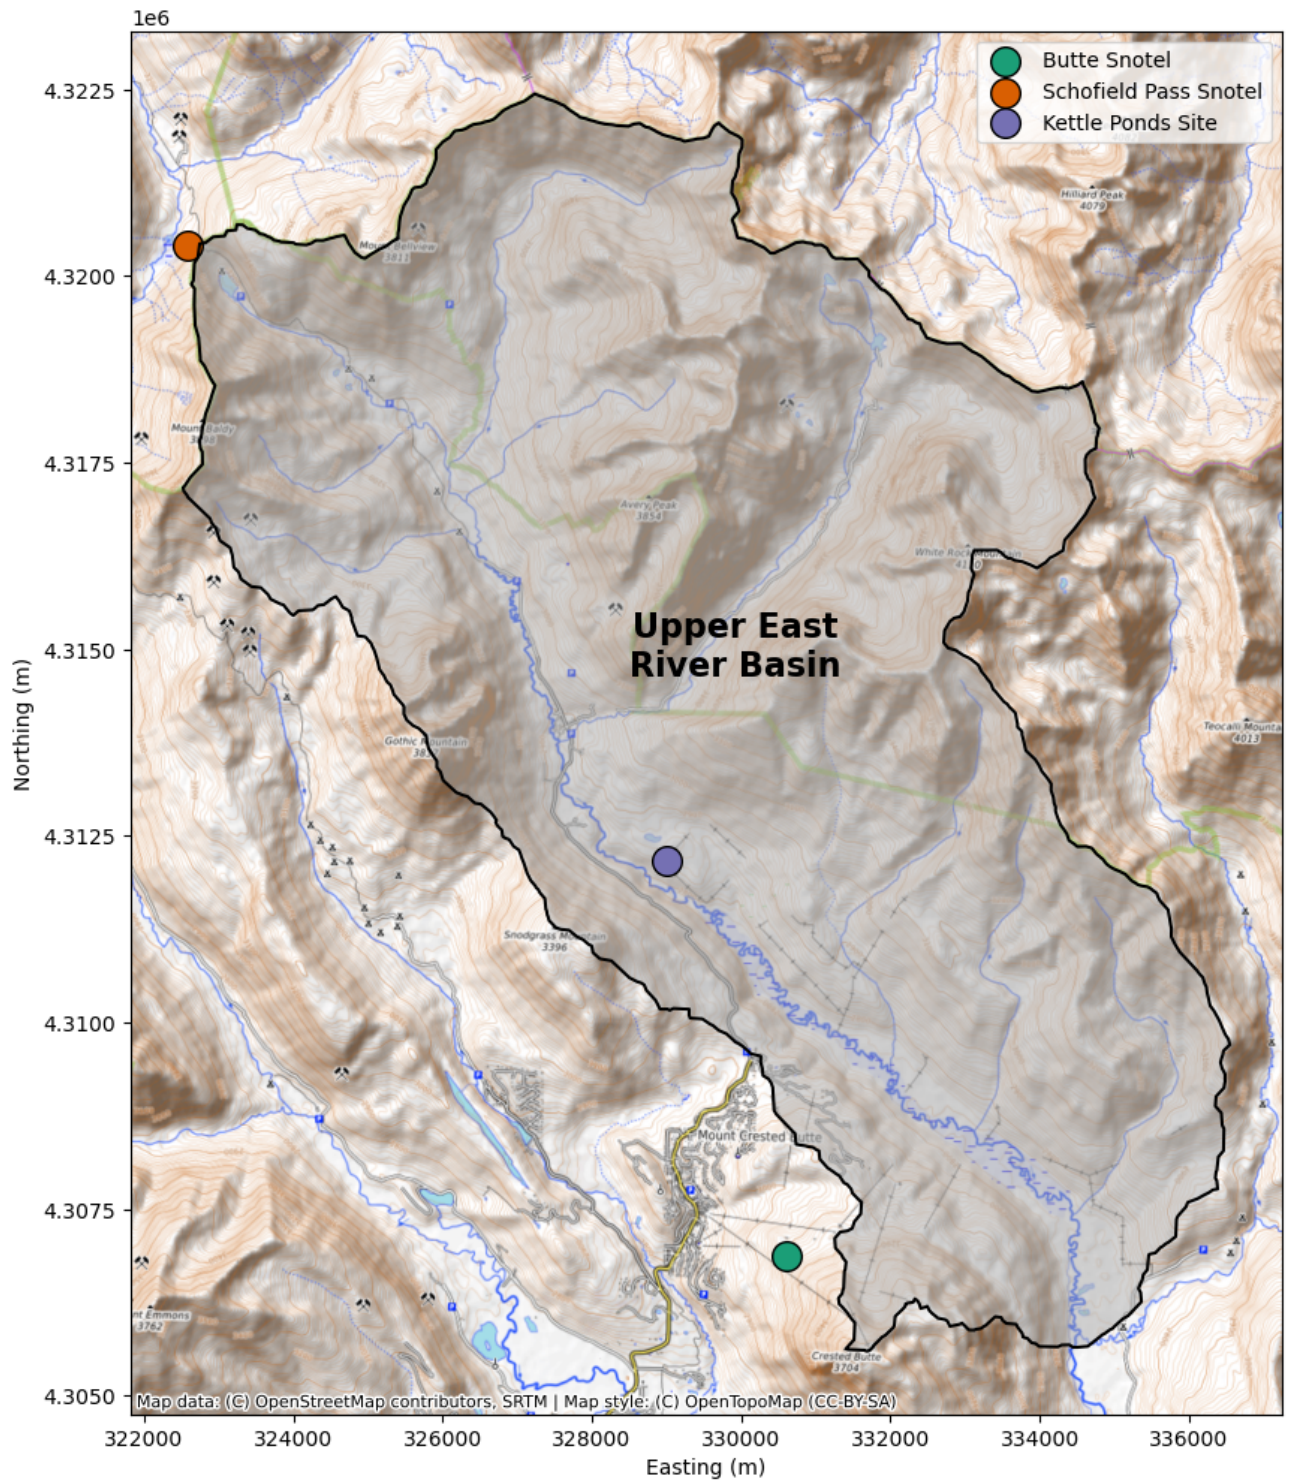 1e6
Butte Snotel
Schofield Pass Snotel
Kettle Ponds Site
4.3225
4.3200
4.3175
4.3150
4.3125
4.3100
4.3075
4.3050
Northing (m)
Hilliard Peak
4079
Mount Bellview
3811
Mount Baldy
Avery Peak
3854
White Rock Mountain
Upper East
River Basin
Gothic Mountain
Teocalli Mounta
4013
Snodgrass Mountain
3396
Mount Crested Butte
nt Emmons
3762
Crested Butte
3704
Map data: (C) OpenStreetMap contributors, SRTM | Map style: (C) OpenTopoMap (CC-BY-SA)
322000 324000 326000 328000 330000 332000 334000 336000
Easting (m)